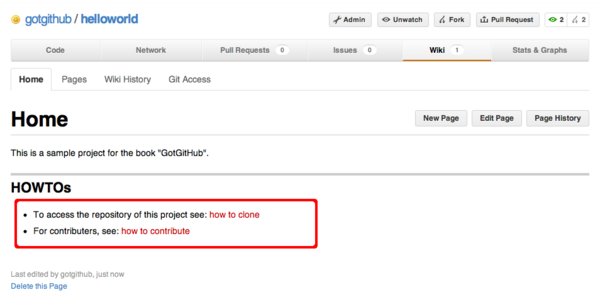 gotgithub / helloworld
Admin Unwatch Fork Pull Request 2 2
Code Network Pull Requests 0 Issues 0 Wiki 1 Stats & Graphs
Home Pages Wiki History Git Access
Home
New Page Edit Page Page History
This is a sample project for the book "GotGitHub".
HOWTOs
To access the repository of this project see: how to clone
For contributers, see: how to contribute
Last edited by gotgithub, just now
Delete this Page